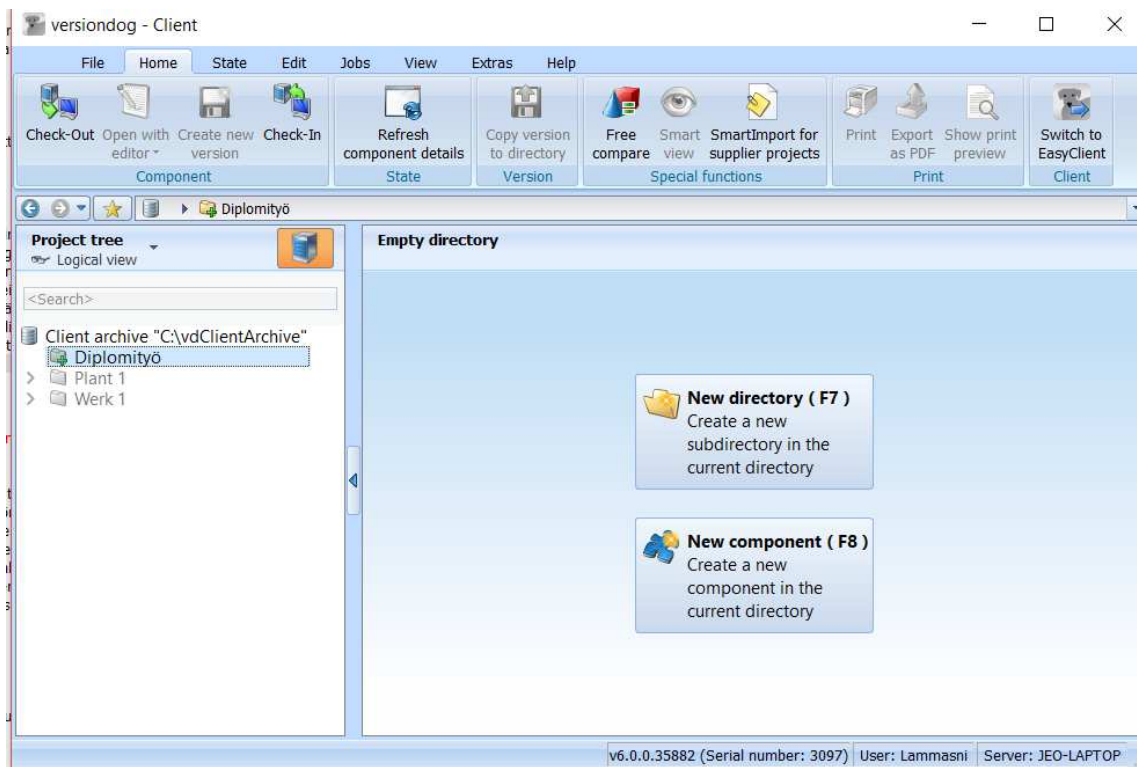 versiondog - Client
File Home State Edit Jobs View Extras Help
Check-Out Open with editor Create new version Check-In
Component
Refresh component details
State
Copy version to directory
Version
Free compare Smart view SmartImport for supplier projects
Special functions
Print Export as PDF Show print preview
Print
Switch to EasyClient
Client
Diplomityö
Project tree
Logical view
<Search>
Client archive "C:\vdClientArchive"
Diplomityö
Plant 1
Werk 1
Empty directory
New directory ( F7 )
Create a new
subdirectory in the
current directory
New component ( F8 )
Create a new
component in the
current directory
v6.0.0.35882 (Serial number: 3097) User: Lammasni Server: JEO-LAPTOP